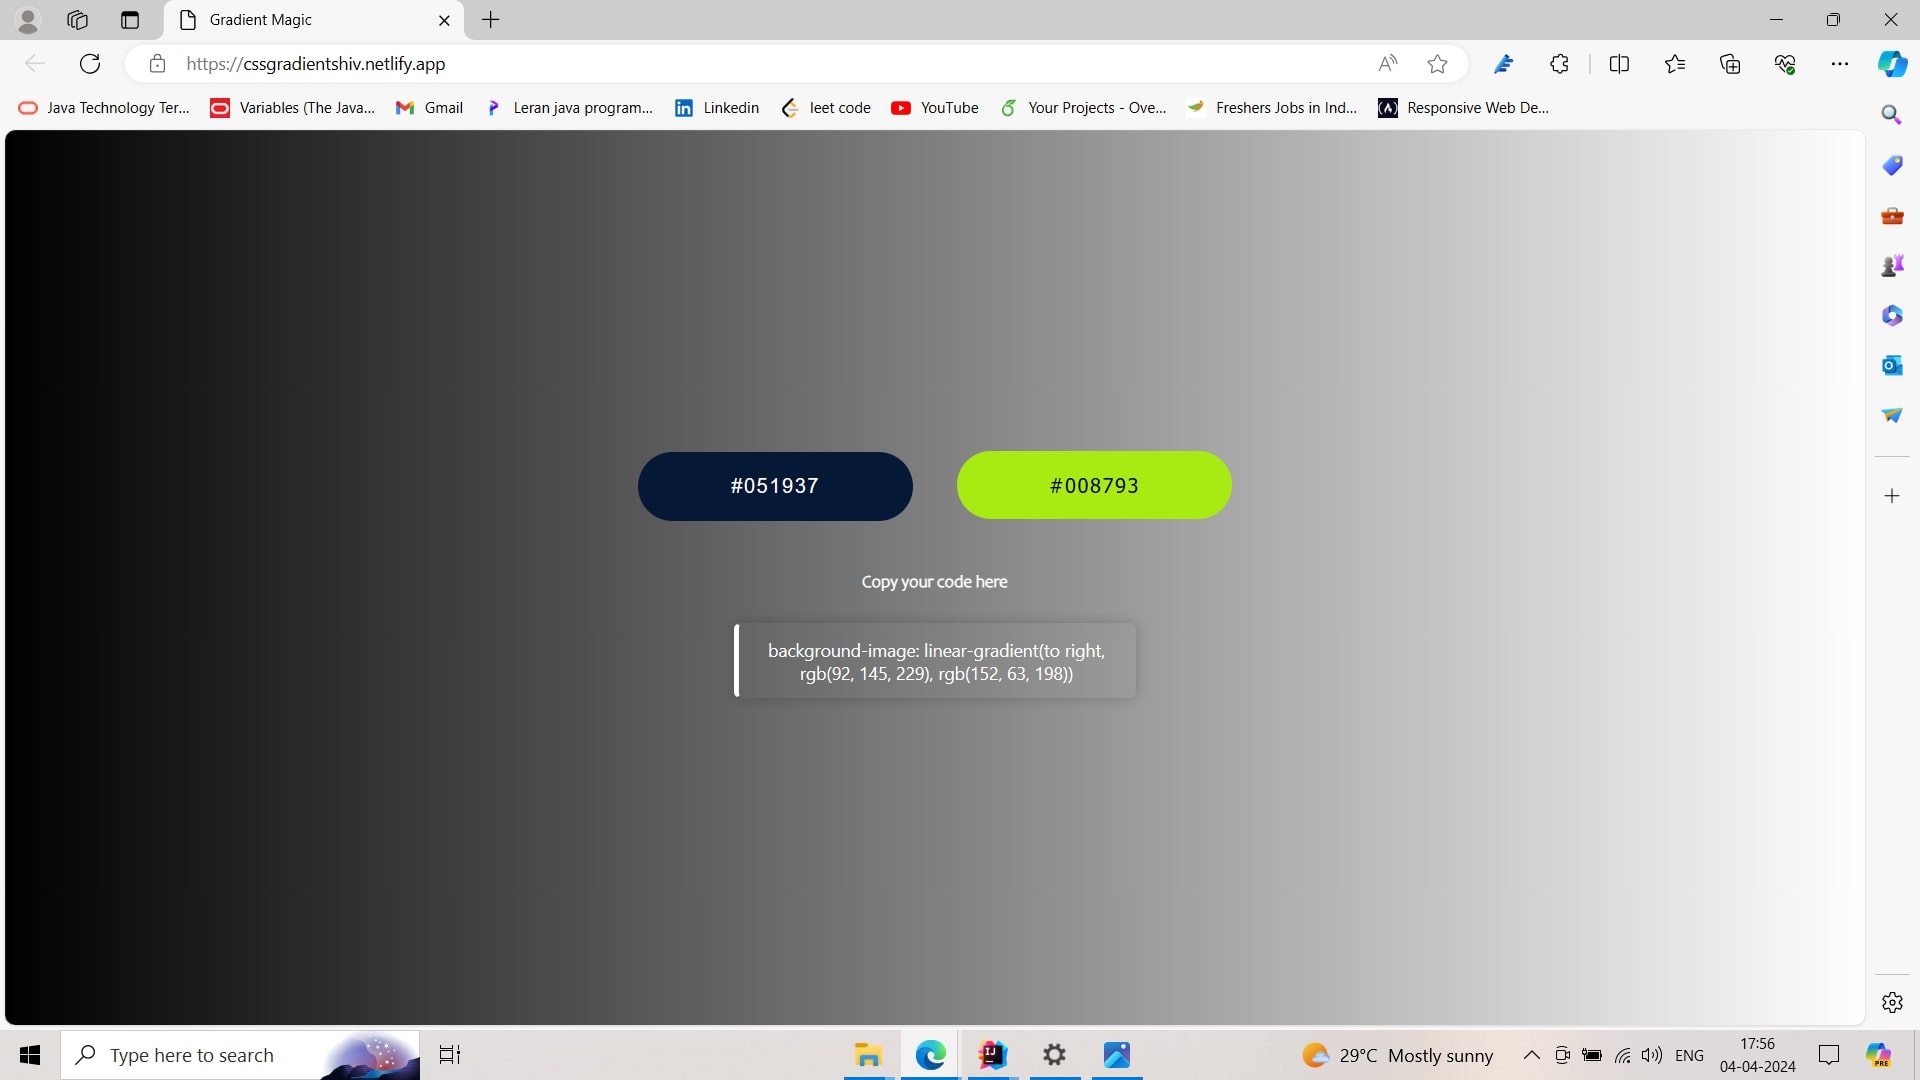 Gradient Magic
https://cssgradientshiv.netlify.app
Java Technology Ter... Variables (The Java... Gmail Leran java program... Linkedin leet code YouTube Your Projects - Ove... Freshers Jobs in Ind... Responsive Web De...
#051937 #008793
Copy your code here
background-image: linear-gradient(to right,
rgb(92, 145, 229), rgb(152, 63, 198))
Type here to search
29°C Mostly sunny
ENG
17:56
04-04-2024
PRE